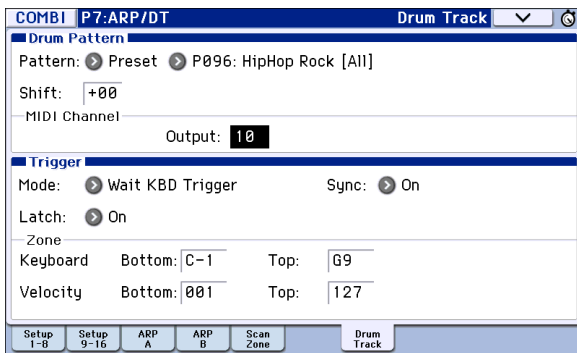 COMBI P7:ARP/DT Drum Track
Drum Pattern
Pattern: Preset P096: HipHop Rock [All]
Shift: +00
MIDI Channel
Output: 10
Trigger
Mode: Wait KBD Trigger Sync: On
Latch: On
Zone
Keyboard Bottom: C-1 Top: G9
Velocity Bottom: 001 Top: 127
Setup 1-8 Setup 9-16 ARP A ARP B Scan Zone Drum Track